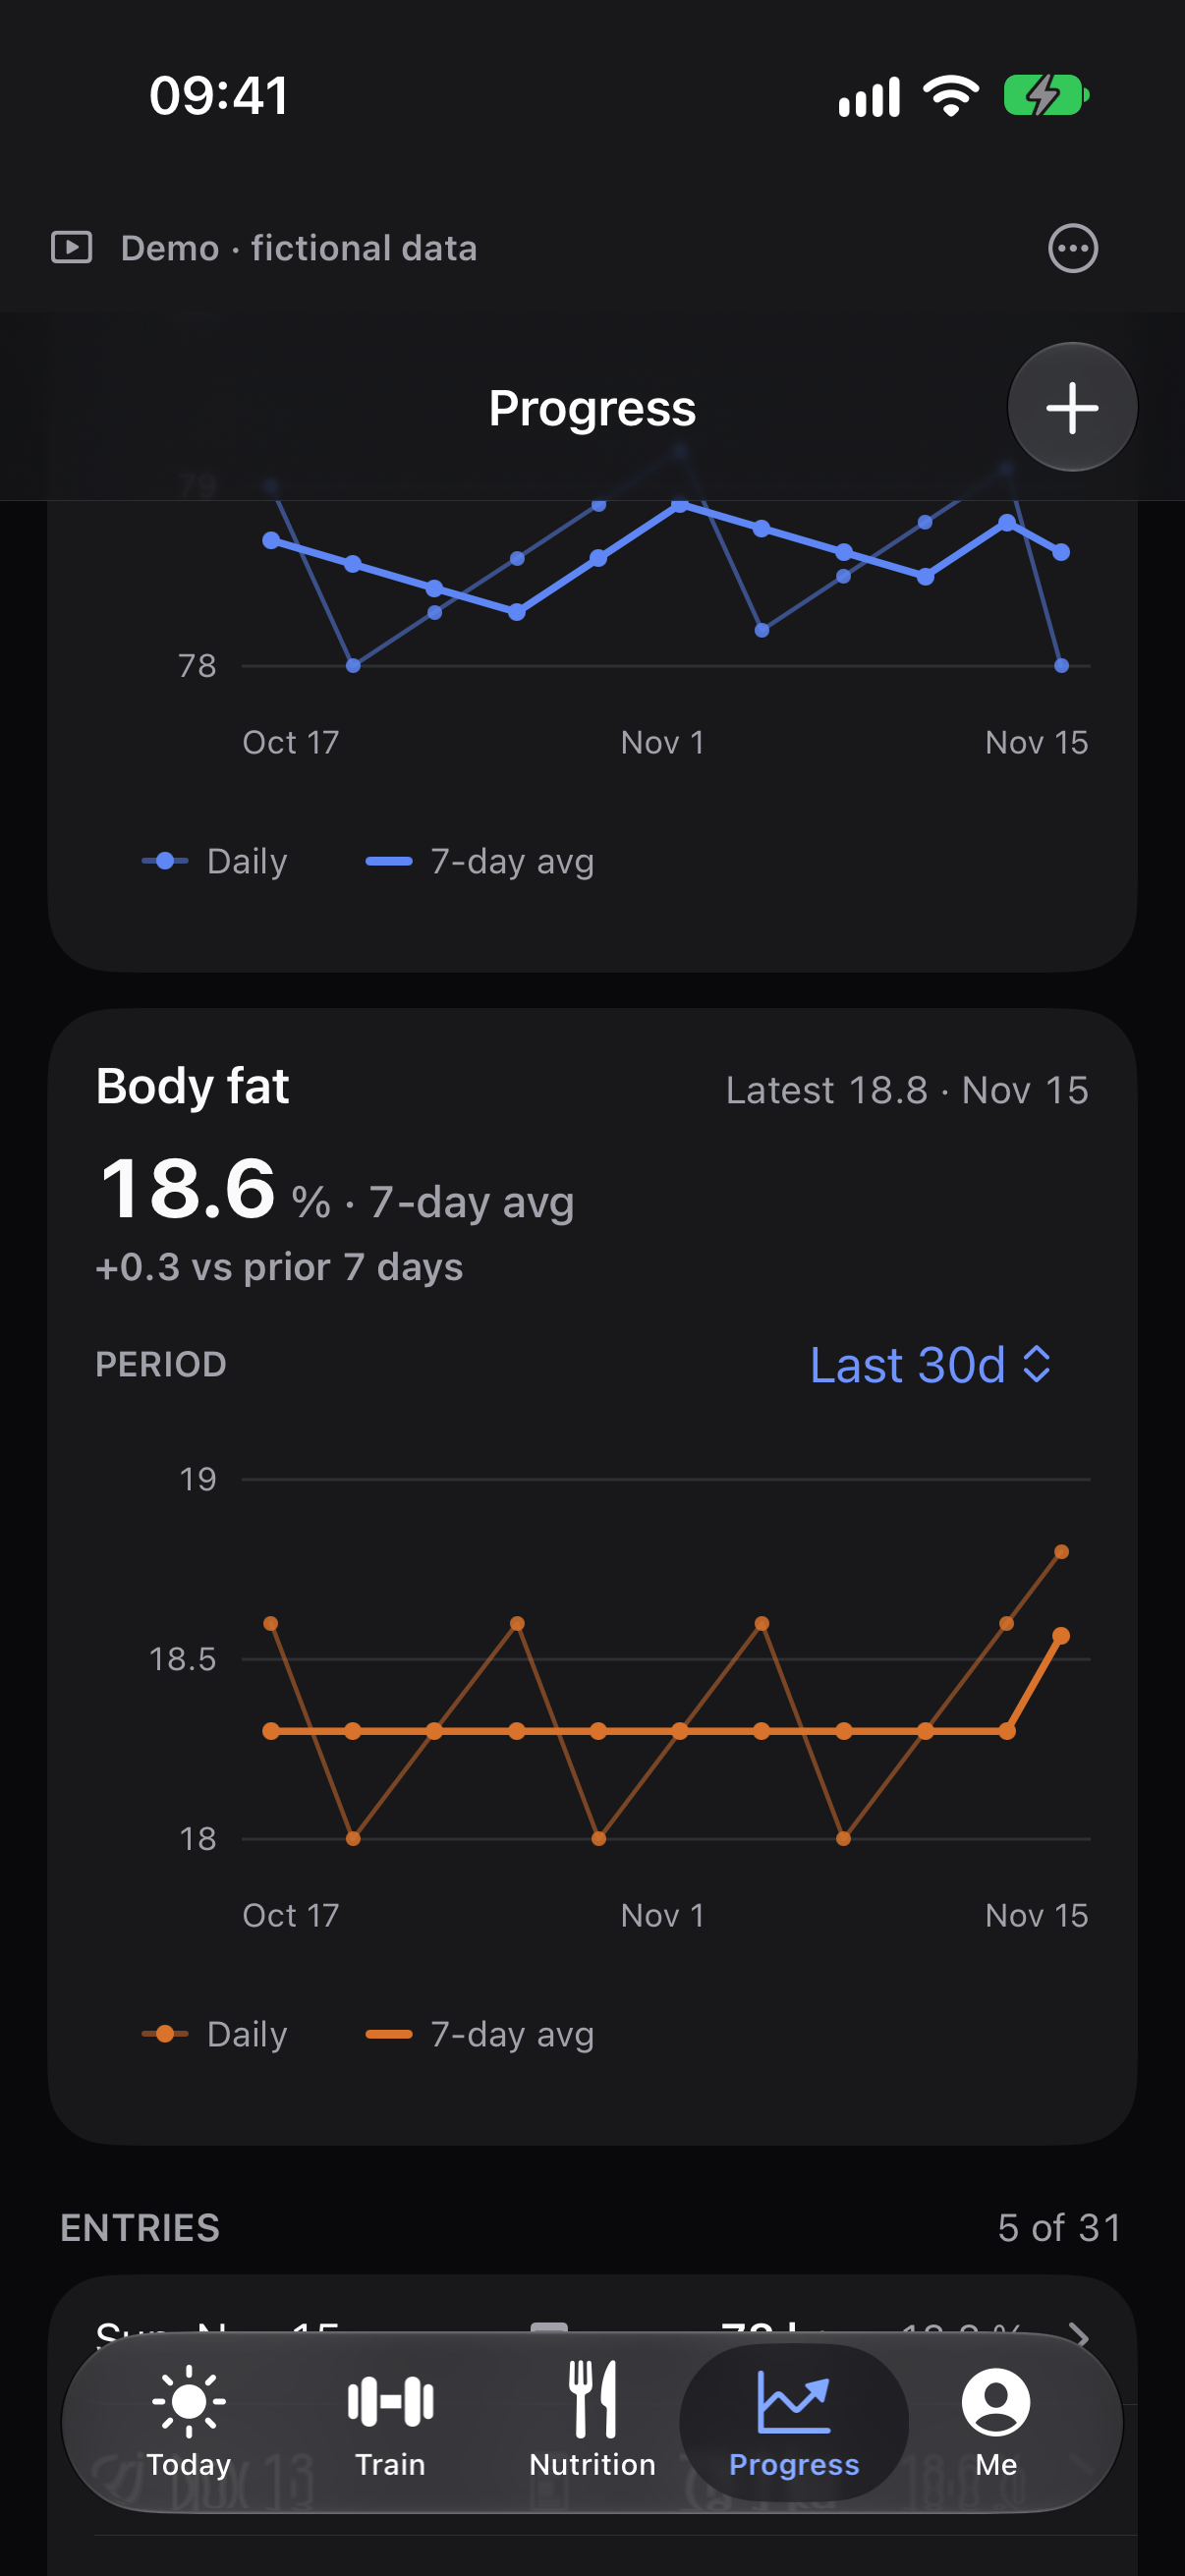 09:41
Demo · fictional data
Progress
79
78
Oct 17 Nov 1 Nov 15
Daily 7-day avg
Body fat Latest 18.8 · Nov 15
18.6 % · 7-day avg
+0.3 vs prior 7 days
PERIOD Last 30d
19
18.5
18
Oct 17 Nov 1 Nov 15
Daily 7-day avg
ENTRIES 5 of 31
Today Train Nutrition Progress Me